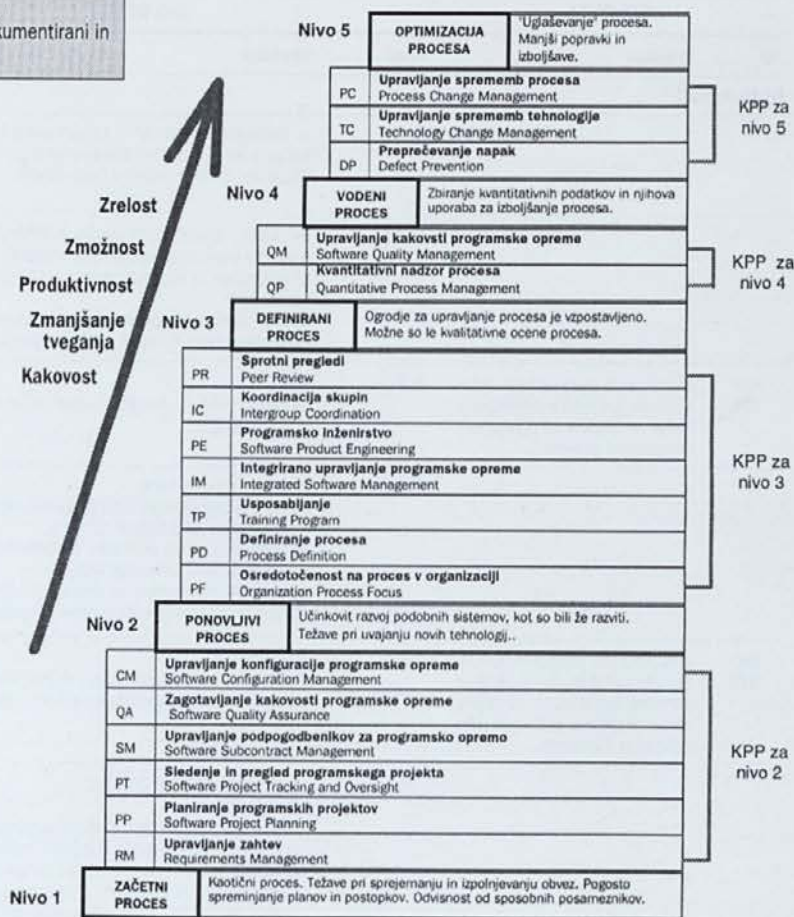 kumentirani in
Nivo 5
OPTIMIZACIJA
PROCESA
'Uglaševanje' procesa.
Manjši popravki in
izboljšave.
PC
Upravljanje sprememb procesa
Process Change Management
TC
Upravljanje sprememb tehnologije
Technology Change Management
DP
Preprečevanje napak
Defect Prevention
KPP za
nivo 5
Nivo 4
VODENI
PROCES
Zbiranje kvantitativnih podatkov in njihova
uporaba za izboljšanje procesa.
QM
Upravljanje kakovsti programske opreme
Software Quality Management
QP
Kvantitativni nadzor procesa
Quantitative Process Management
KPP za
nivo 4
Zrelost
Zmožnost
Produktivnost
Zmanjšanje
tveganja
Kakovost
Nivo 3
DEFINIRANI
PROCES
Ogrodje za upravljanje procesa je vzpostavljeno.
Možne so le kvalitativne ocene procesa.
PR
Sprotni pregledi
Peer Review
IC
Koordinacija skupin
Intergroup Coordination
PE
Programsko inženirstvo
Software Product Engineering
IM
Integrirano upravljanje programske opreme
Integrated Software Management
TP
Usposabljanje
Training Program
PD
Definiranje procesa
Process Definition
PF
Osredotočenost na proces v organizaciji
Organization Process Focus
KPP za
nivo 3
Nivo 2
PONOVLJIVI
PROCES
Učinkovit razvoj podobnih sistemov, kot so bili že razviti.
Težave pri uvajanju novih tehnologij..
CM
Upravljanje konfiguracije programske opreme
Software Configuration Management
QA
Zagotavljanje kakovosti programske opreme
Software Quality Assurance
SM
Upravljanje podpogodbenikov za programsko opremo
Software Subcontract Management
PT
Sledenje in pregled programskega projekta
Software Project Tracking and Oversight
PP
Planiranje programskih projektov
Software Project Planning
RM
Upravljanje zahtev
Requirements Management
KPP za
nivo 2
Nivo 1
ZAČETNI
PROCES
Kaotični proces. Težave pri sprejemanju in izpolnjevanju obvez. Pogosto
spreminjanje planov in postopkov. Odvisnost od sposobnih posameznikov.